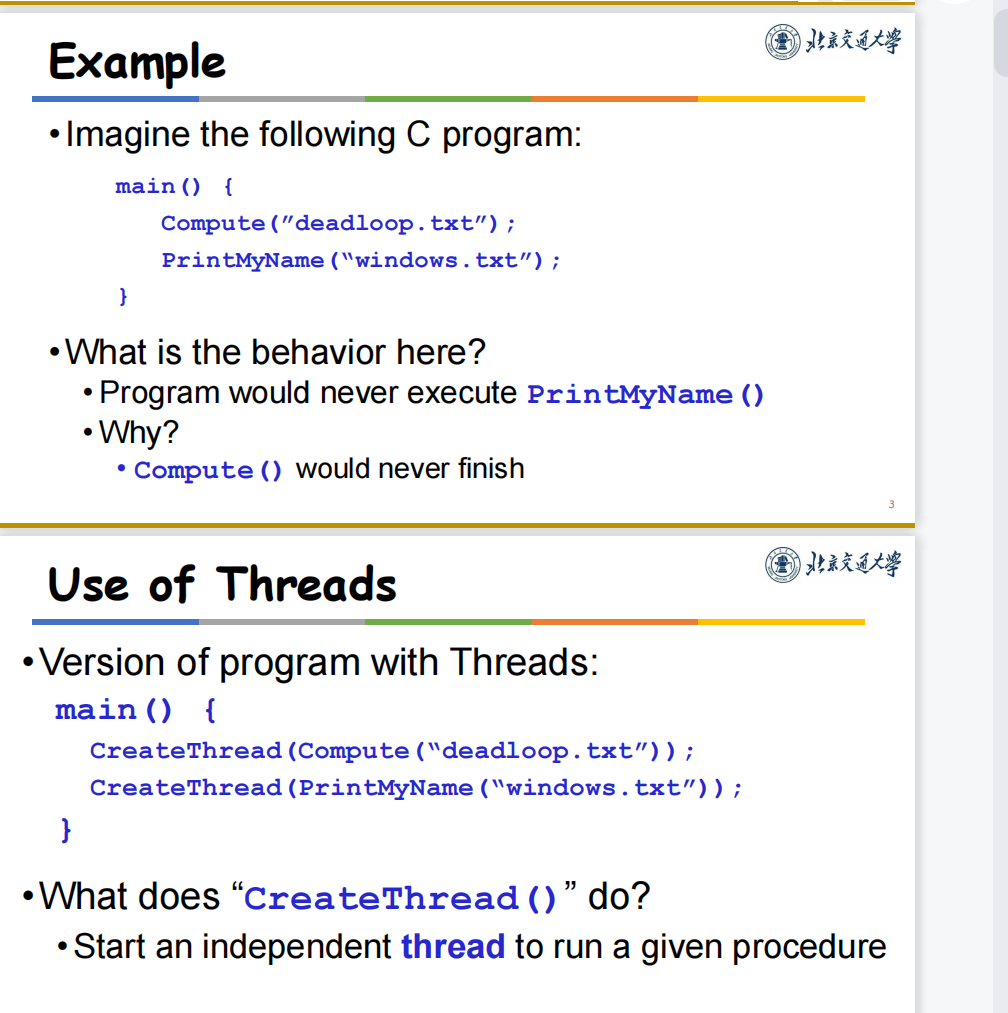 北京交通大学
Example
•Imagine the following C program:
main() {
Compute(”deadloop.txt”);
PrintMyName(“windows.txt”);
}
•What is the behavior here?
•Program would never execute PrintMyName()
•Why?
•Compute() would never finish
3
北京交通大学
Use of Threads
•Version of program with Threads:
main() {
CreateThread(Compute(“deadloop.txt”));
CreateThread(PrintMyName(“windows.txt”));
}
•What does “CreateThread()” do?
•Start an independent thread to run a given procedure